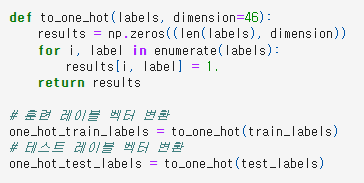 def to_one_hot(labels, dimension=46):
    results = np.zeros((len(labels), dimension))
    for i, label in enumerate(labels):
        results[i, label] = 1.
    return results
# 훈련 레이블 벡터 변환
one_hot_train_labels = to_one_hot(train_labels)
# 테스트 레이블 벡터 변환
one_hot_test_labels = to_one_hot(test_labels)